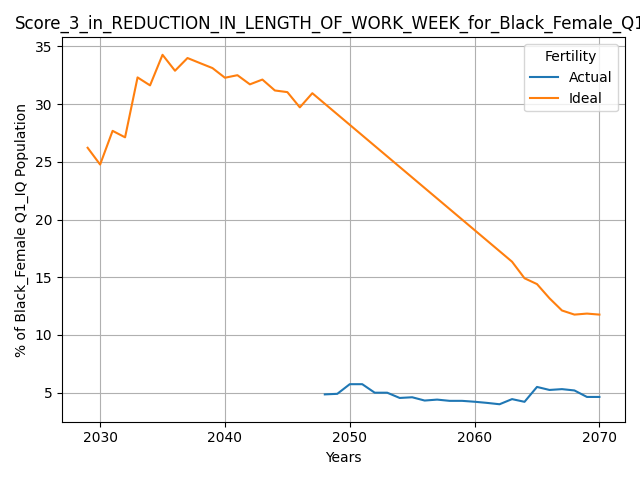 Score_3_in_REDUCTION_IN_LENGTH_OF_WORK_WEEK_for_Black_Female_Q1
35
30
25
20
15
10
5
% of Black_Female Q1_IQ Population
Fertility
Actual
Ideal
2030
2040
2050
2060
2070
Years